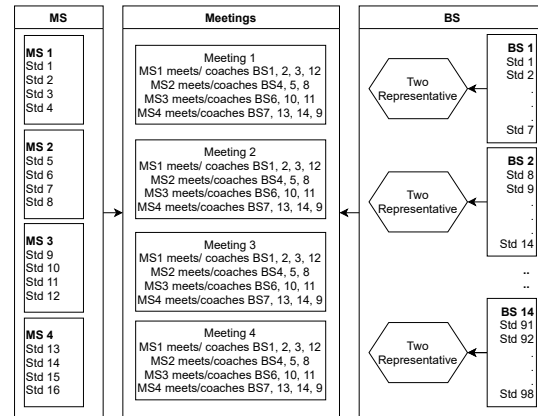 MS
MS 1
Std 1
Std 2
Std 3
Std 4
MS 2
Std 5
Std 6
Std 7
Std 8
MS 3
Std 9
Std 10
Std 11
Std 12
MS 4
Std 13
Std 14
Std 15
Std 16
Meetings
Meeting 1
MS1 meets/ coaches BS1, 2, 3, 12
MS2 meets/coaches BS4, 5, 8
MS3 meets/coaches BS6, 10, 11
MS4 meets/coaches BS7, 13, 14, 9
Meeting 2
MS1 meets/ coaches BS1, 2, 3, 12
MS2 meets/coaches BS4, 5, 8
MS3 meets/coaches BS6, 10, 11
MS4 meets/coaches BS7, 13, 14, 9
Meeting 3
MS1 meets/ coaches BS1, 2, 3, 12
MS2 meets/coaches BS4, 5, 8
MS3 meets/coaches BS6, 10, 11
MS4 meets/coaches BS7, 13, 14, 9
Meeting 4
MS1 meets/ coaches BS1, 2, 3, 12
MS2 meets/coaches BS4, 5, 8
MS3 meets/coaches BS6, 10, 11
MS4 meets/coaches BS7, 13, 14, 9
BS
Two
Representative
BS 1
Std 1
Std 2
.
.
.
Std 7
Two
Representative
BS 2
Std 8
Std 9
.
.
.
Std 14
..
..
Two
Representative
BS 14
Std 91
Std 92
.
.
.
Std 98